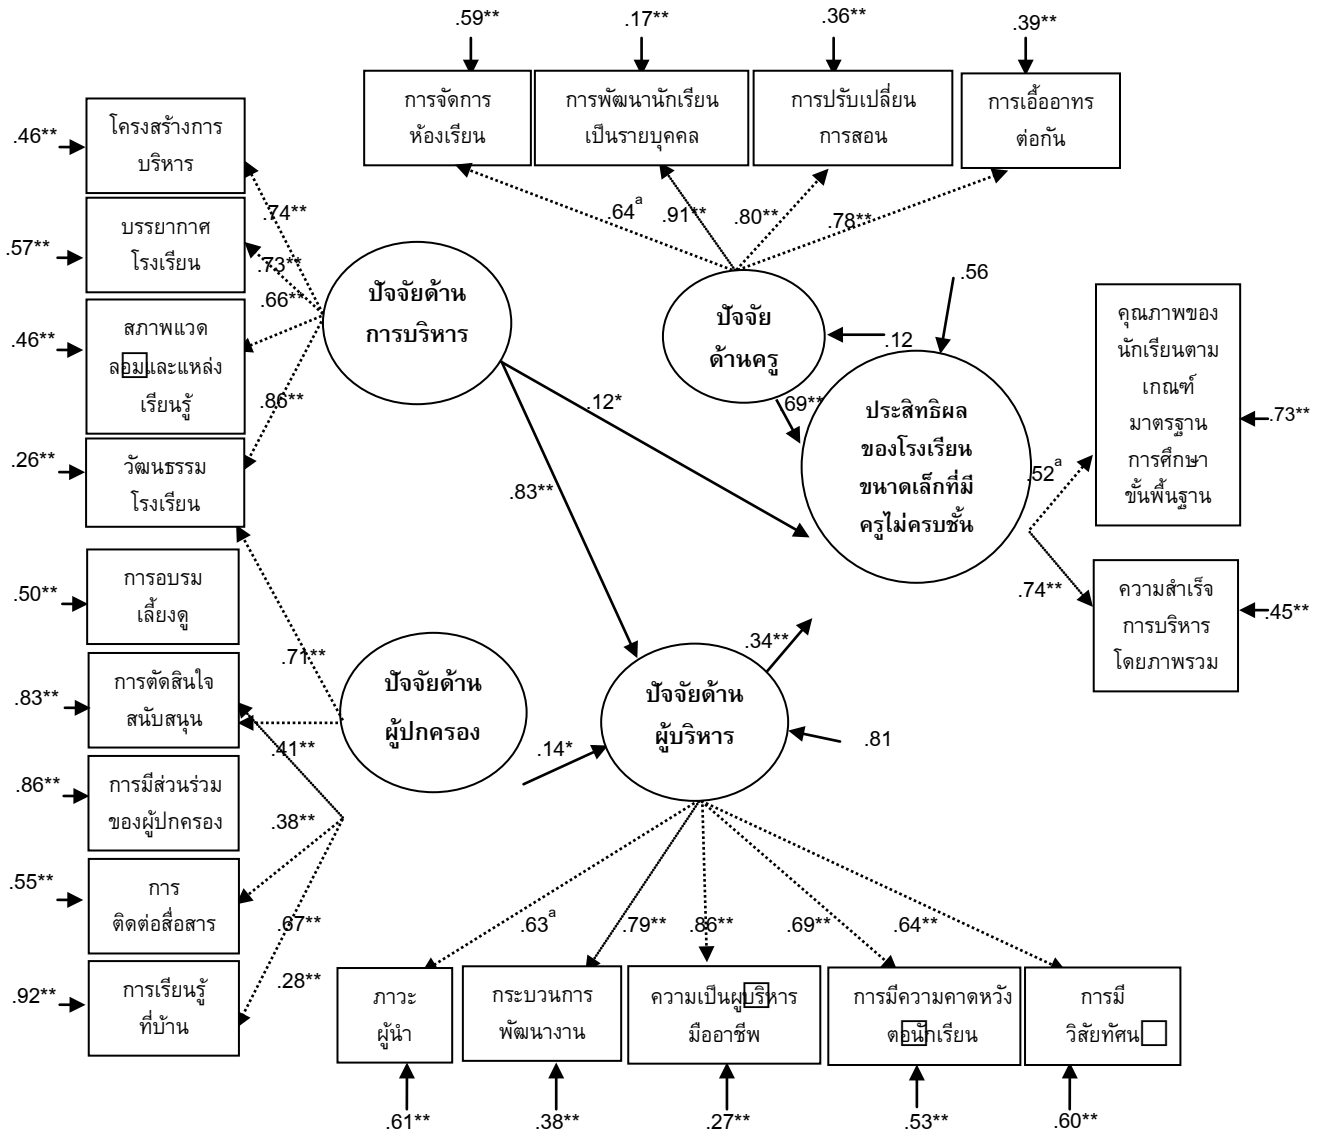 .59**
.17**
.36**
.39**
การจัดการ
ห้องเรียน
การพัฒนานักเรียน
เป็นรายบุคคล
การปรับเปลี่ยน
การสอน
การเอื้ออาทร
ต่อกัน
.46**
โครงสร้างการ
บริหาร
.57**
บรรยากาศ
โรงเรียน
.46**
สภาพแวด
ลอมและแหล่ง
เรียนรู้
.26**
วัฒนธรรม
โรงเรียน
.74**
.73**
.66**
.86**
ปัจจัยด้าน
การบริหาร
.64a
.91**
.80**
.78**
ปัจจัย
ด้านครู
.12
.56
.69**
.12*
.83**
ประสิทธิผล
ของโรงเรียน
ขนาดเล็กที่มี
ครูไม่ครบชั้น
.52a
.74**
คุณภาพของ
นักเรียนตาม
เกณฑ์
มาตรฐาน
การศึกษา
ขั้นพื้นฐาน
.73**
ความสำเร็จ
การบริหาร
โดยภาพรวม
.45**
.50**
การอบรม
เลี้ยงดู
.83**
การตัดสินใจ
สนับสนุน
.86**
การมีส่วนร่วม
ของผู้ปกครอง
.55**
การ
ติดต่อสื่อสาร
.92**
การเรียนรู้
ที่บ้าน
.71**
.41**
.38**
.67**
.28**
ปัจจัยด้าน
ผู้ปกครอง
.14*
ปัจจัยด้าน
ผู้บริหาร
.34**
.81
.63a
.79**
.86**
.69**
.64**
ภาวะ
ผู้นำ
กระบวนการ
พัฒนางาน
ความเป็นผูบริหาร
มืออาชีพ
การมีความคาดหวัง
ตอนักเรียน
การมี
วิสัยทัศน
.61**
.38**
.27**
.53**
.60**